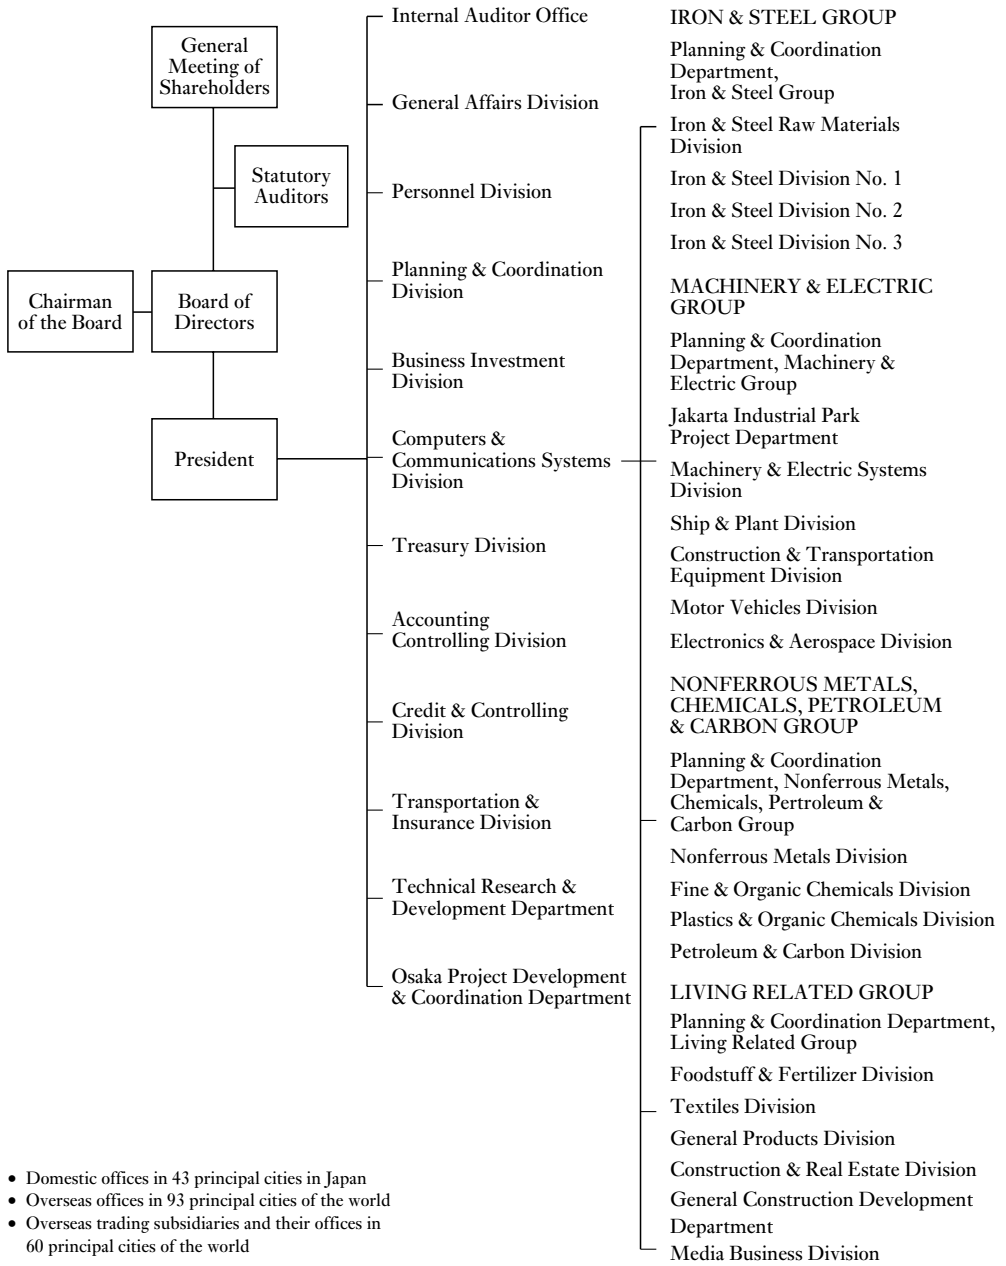 General
Meeting of
Shareholders
Statutory
Auditors
Chairman
of the Board
Board of
Directors
President
Internal Auditor Office
General Affairs Division
Personnel Division
Planning & Coordination
Division
Business Investment
Division
Computers &
Communications Systems
Division
Treasury Division
Accounting
Controlling Division
Credit & Controlling
Division
Transportation &
Insurance Division
Technical Research &
Development Department
Osaka Project Development
& Coordination Department
IRON & STEEL GROUP
Planning & Coordination
Department,
Iron & Steel Group
Iron & Steel Raw Materials
Division
Iron & Steel Division No. 1
Iron & Steel Division No. 2
Iron & Steel Division No. 3
MACHINERY & ELECTRIC
GROUP
Planning & Coordination
Department, Machinery &
Electric Group
Jakarta Industrial Park
Project Department
Machinery & Electric Systems
Division
Ship & Plant Division
Construction & Transportation
Equipment Division
Motor Vehicles Division
Electronics & Aerospace Division
NONFERROUS METALS,
CHEMICALS, PETROLEUM
& CARBON GROUP
Planning & Coordination
Department, Nonferrous Metals,
Chemicals, Pertroleum &
Carbon Group
Nonferrous Metals Division
Fine & Organic Chemicals Division
Plastics & Organic Chemicals Division
Petroleum & Carbon Division
LIVING RELATED GROUP
Planning & Coordination Department,
Living Related Group
Foodstuff & Fertilizer Division
Textiles Division
General Products Division
Construction & Real Estate Division
General Construction Development
Department
Media Business Division
• Domestic offices in 43 principal cities in Japan
• Overseas offices in 93 principal cities of the world
• Overseas trading subsidiaries and their offices in
60 principal cities of the world